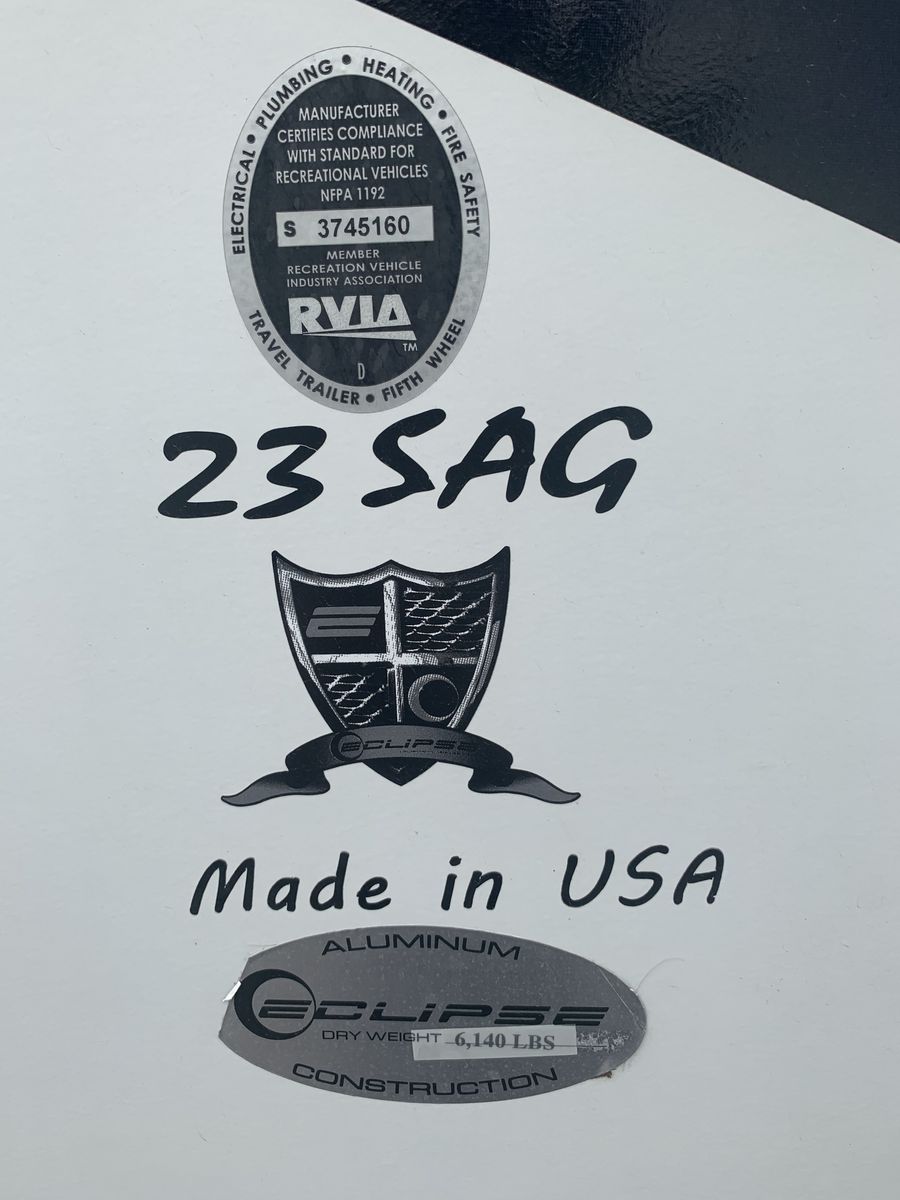 ELECTRICAL • PLUMBING • HEATING • FIRE SAFETY
MANUFACTURER
CERTIFIES COMPLIANCE
WITH STANDARD FOR
RECREATIONAL VEHICLES
NFPA 1192
S 3745160
MEMBER
RECREATION VEHICLE
INDUSTRY ASSOCIATION
RVIA
TM
D
TRAVEL TRAILER • FIFTH WHEEL
23 SAG
E
ECLIPSE
Made in USA
ALUMINUM
ECLIPSE
DRY WEIGHT 6,140 LBS
CONSTRUCTION